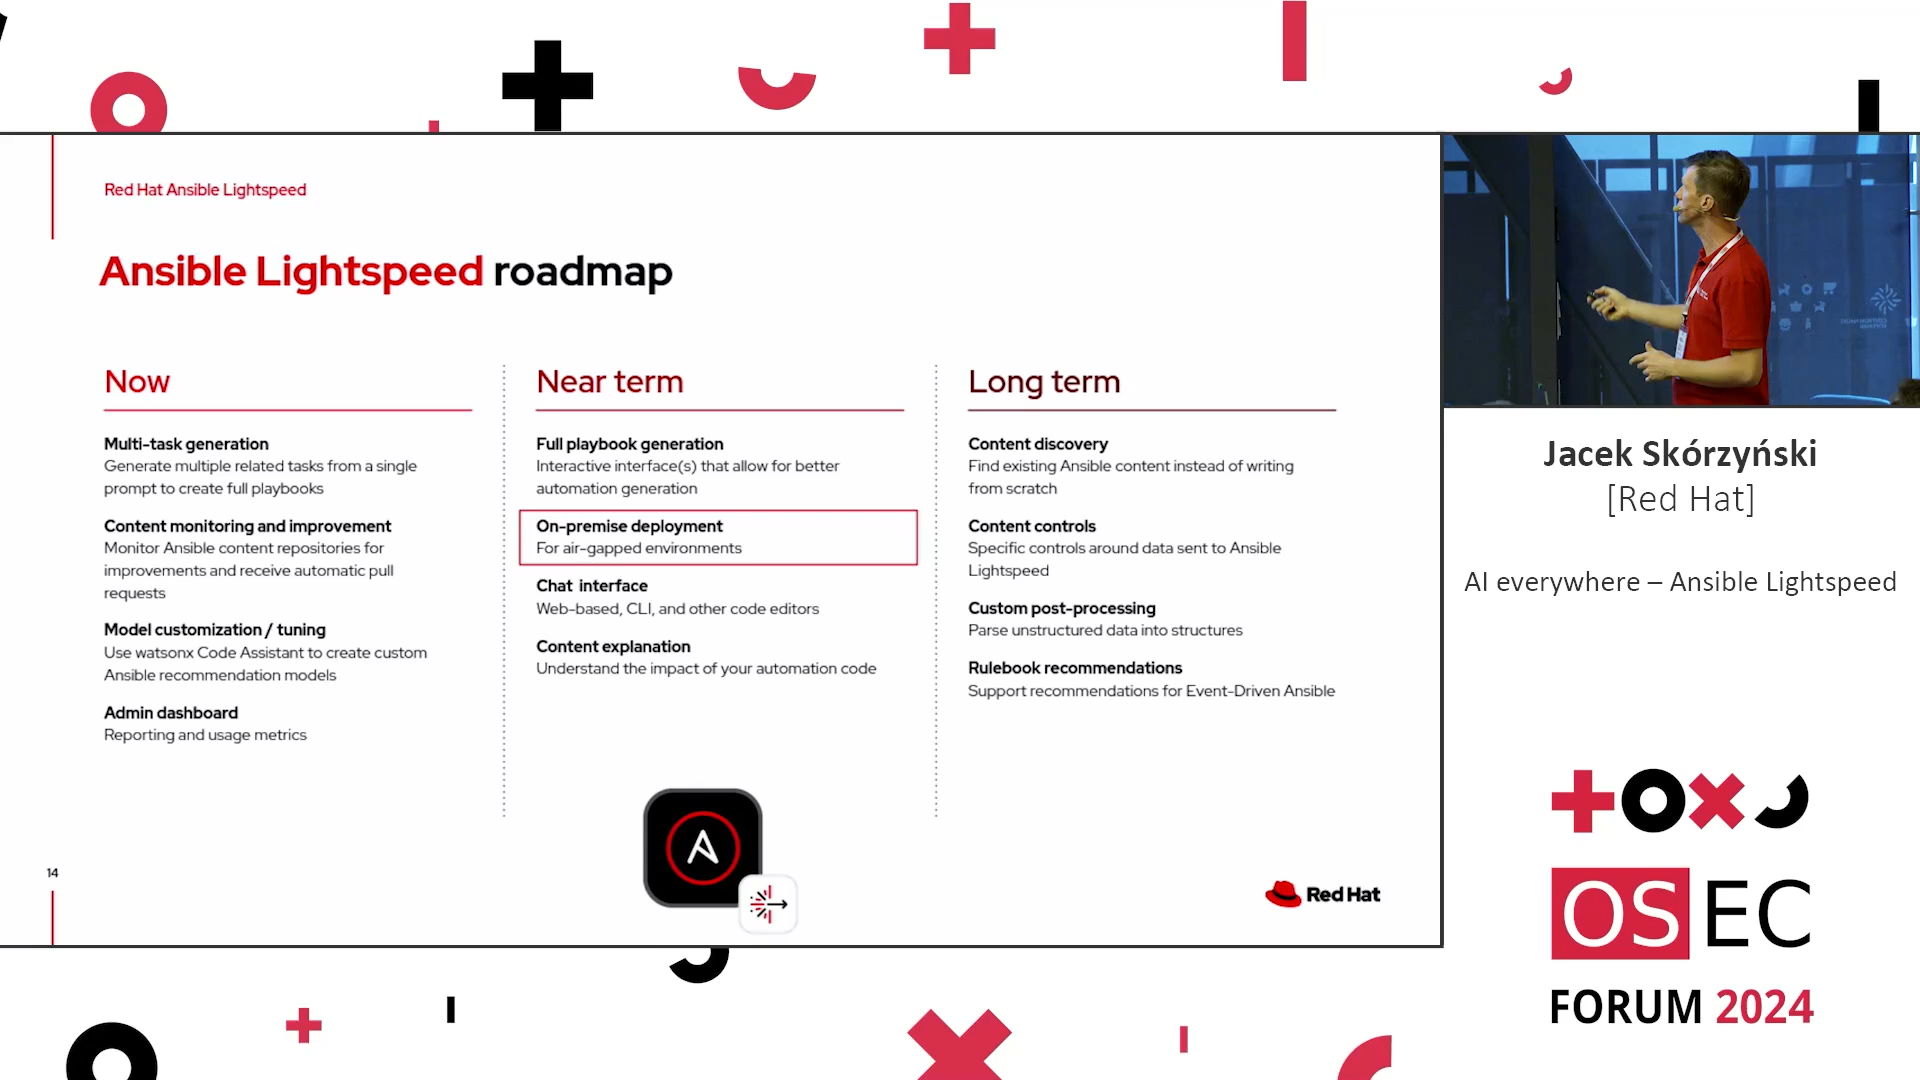 Red Hat Ansible Lightspeed
Ansible Lightspeed roadmap
Now
Multi-task generation
Generate multiple related tasks from a single
prompt to create full playbooks
Content monitoring and improvement
Monitor Ansible content repositories for
improvements and receive automatic pull
requests
Model customization / tuning
Use watsonx Code Assistant to create custom
Ansible recommendation models
Admin dashboard
Reporting and usage metrics
Near term
Full playbook generation
Interactive interface(s) that allow for better
automation generation
On-premise deployment
For air-gapped environments
Chat interface
Web-based, CLI, and other code editors
Content explanation
Understand the impact of your automation code
Long term
Content discovery
Find existing Ansible content instead of writing
from scratch
Content controls
Specific controls around data sent to Ansible
Lightspeed
Custom post-processing
Parse unstructured data into structures
Rulebook recommendations
Support recommendations for Event-Driven Ansible
14
Red Hat
Jacek Skórzyński
[Red Hat]
AI everywhere – Ansible Lightspeed
OSEC
FORUM 2024